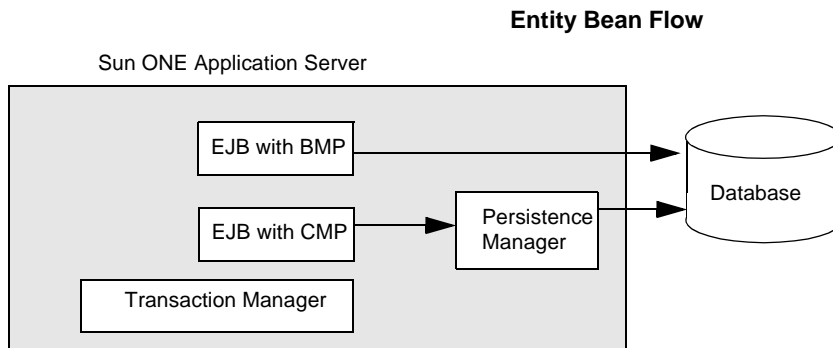 Entity Bean Flow
Sun ONE Application Server
EJB with BMP
Database
EJB with CMP
Persistence
Manager
Transaction Manager